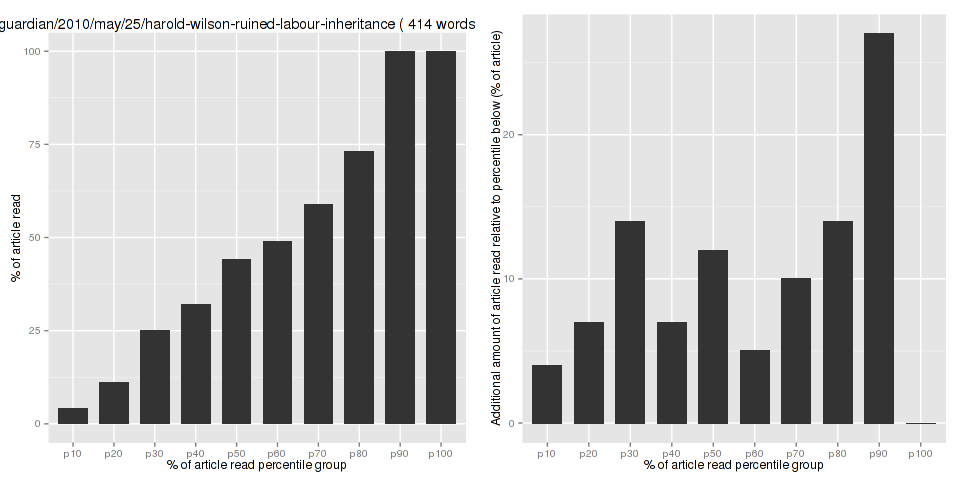 guardian/2010/may/25/harold-wilson-ruined-labour-inheritance ( 414 words
100
75
50
25
0
% of article read
p10 p20 p30 p40 p50 p60 p70 p80 p90 p100
% of article read percentile group
Additional amount of article read relative to percentile below (% of article)
20
10
0
p10 p20 p30 p40 p50 p60 p70 p80 p90 p100
% of article read percentile group